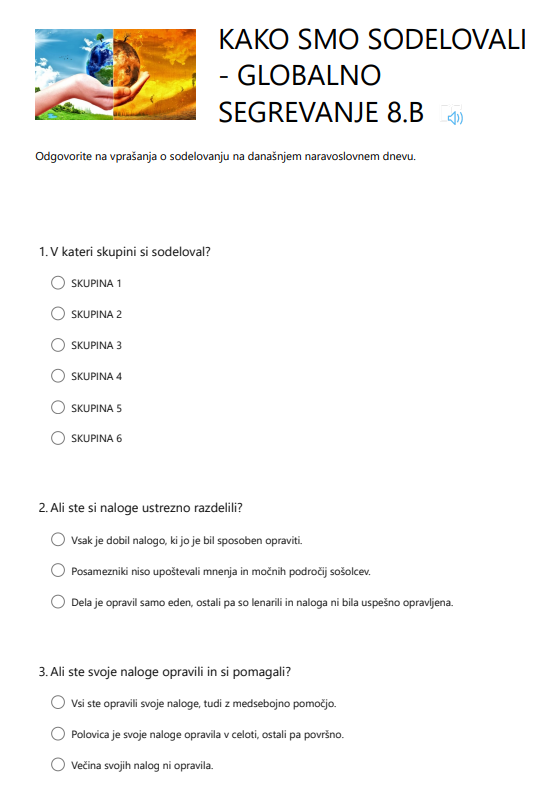 KAKO SMO SODELOVALI
- GLOBALNO
SEGREVANJE 8.B
Odgovorite na vprašanja o sodelovanju na današnjem naravoslovnem dnevu.
1. V kateri skupini si sodeloval?
SKUPINA 1
SKUPINA 2
SKUPINA 3
SKUPINA 4
SKUPINA 5
SKUPINA 6
2. Ali ste si naloge ustrezno razdelili?
Vsak je dobil nalogo, ki jo je bil sposoben opraviti.
Posamezniki niso upoštevali mnenja in močnih področij sošolcev.
Dela je opravil samo eden, ostali pa so lenarili in naloga ni bila uspešno opravljena.
3. Ali ste svoje naloge opravili in si pomagali?
Vsi ste opravili svoje naloge, tudi z medsebojno pomočjo.
Polovica je svoje naloge opravila v celoti, ostali pa površno.
Večina svojih nalog ni opravila.